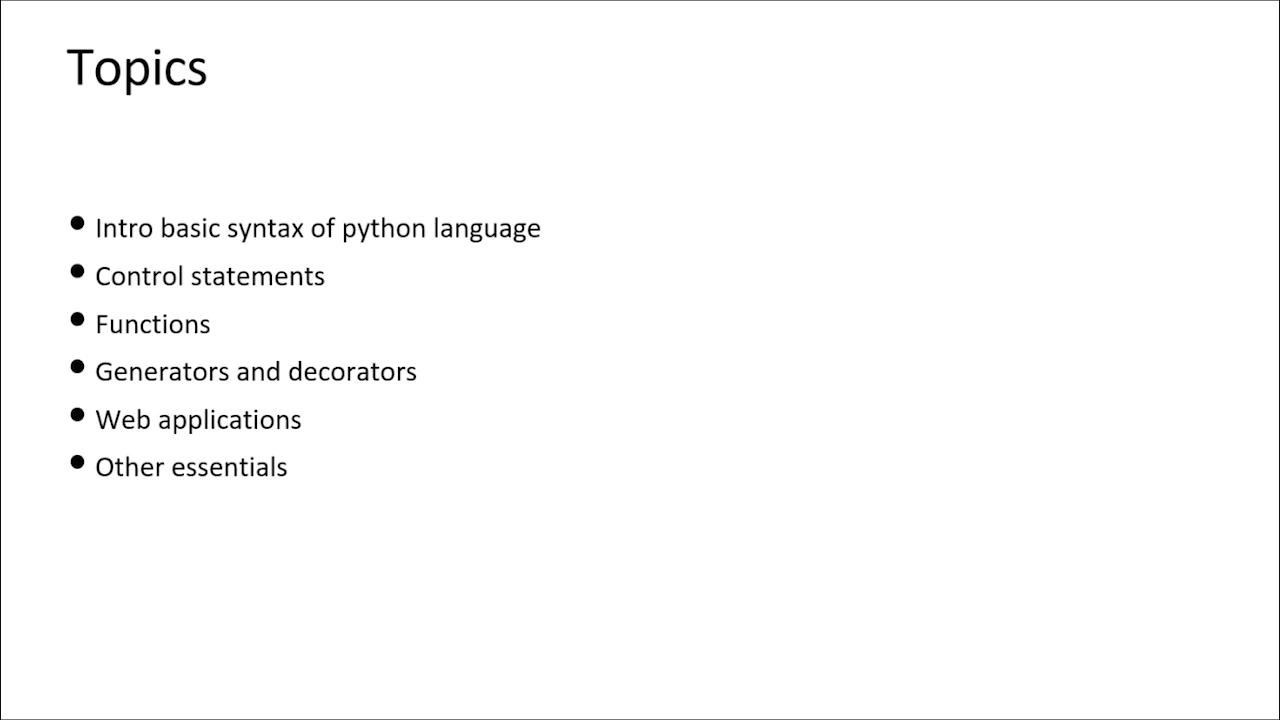 Topics
• Intro basic syntax of python language
• Control statements
• Functions
• Generators and decorators
• Web applications
• Other essentials